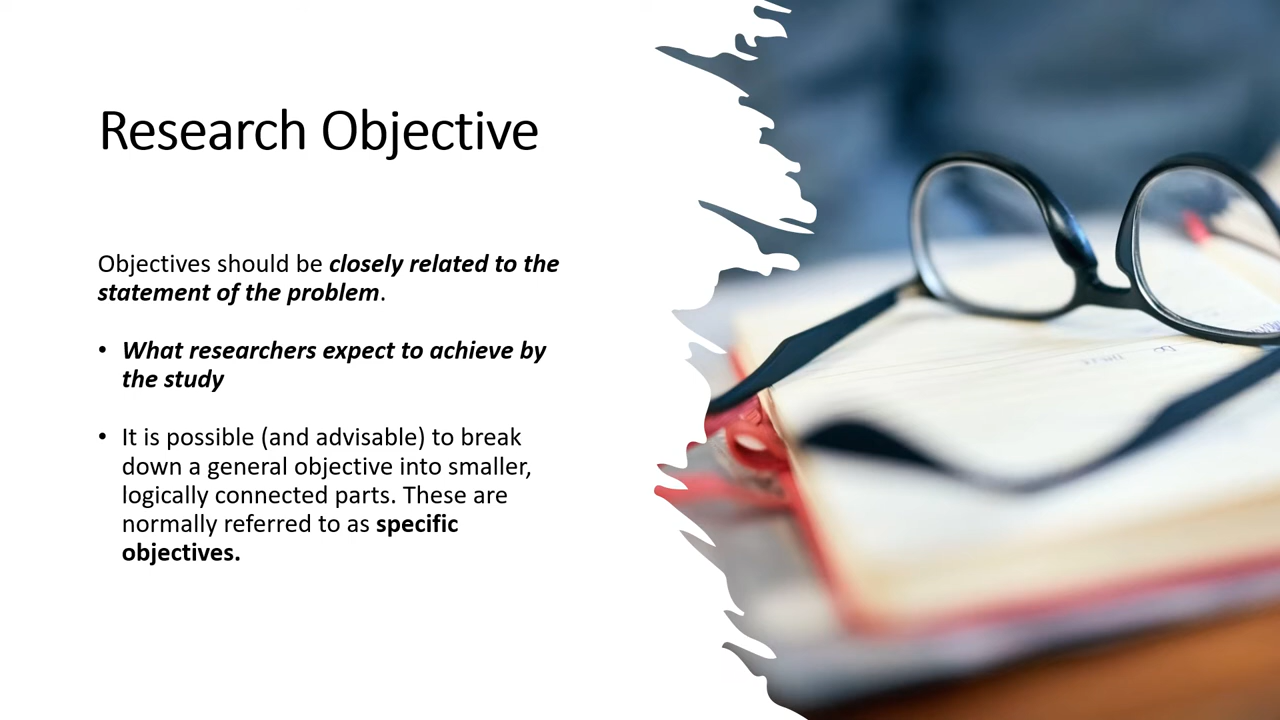 Research Objective
Objectives should be closely related to the
statement of the problem.
• What researchers expect to achieve by
the study
• It is possible (and advisable) to break
down a general objective into smaller,
logically connected parts. These are
normally referred to as specific
objectives.